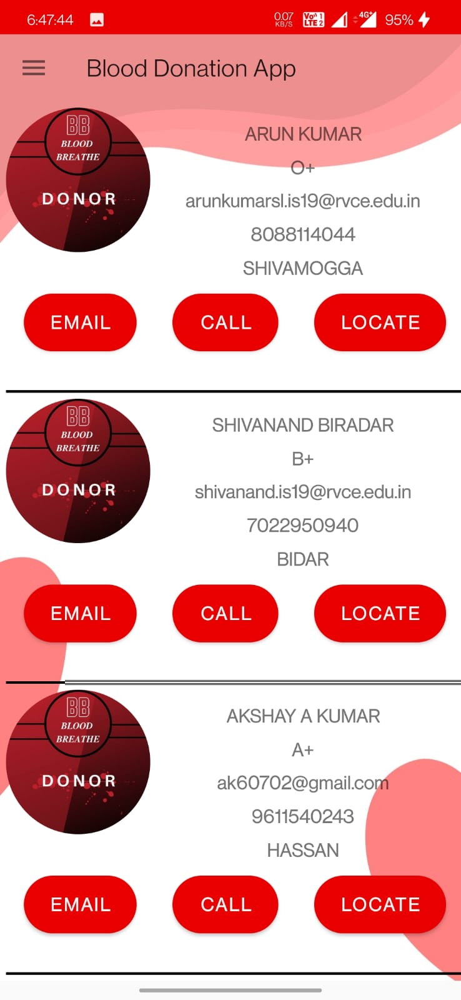 6:47:44 0.07 KB/S Vo)) 1 LTE 2 4G+ 95%
Blood Donation App
BB
BLOOD
BREATHE
DONOR
ARUN KUMAR
O+
arunkumarsl.is19@rvce.edu.in
8088114044
SHIVAMOGGA
EMAIL CALL LOCATE
BB
BLOOD
BREATHE
DONOR
SHIVANAND BIRADAR
B+
shivanand.is19@rvce.edu.in
7022950940
BIDAR
EMAIL CALL LOCATE
BB
BLOOD
BREATHE
DONOR
AKSHAY A KUMAR
A+
ak60702@gmail.com
9611540243
HASSAN
EMAIL CALL LOCATE